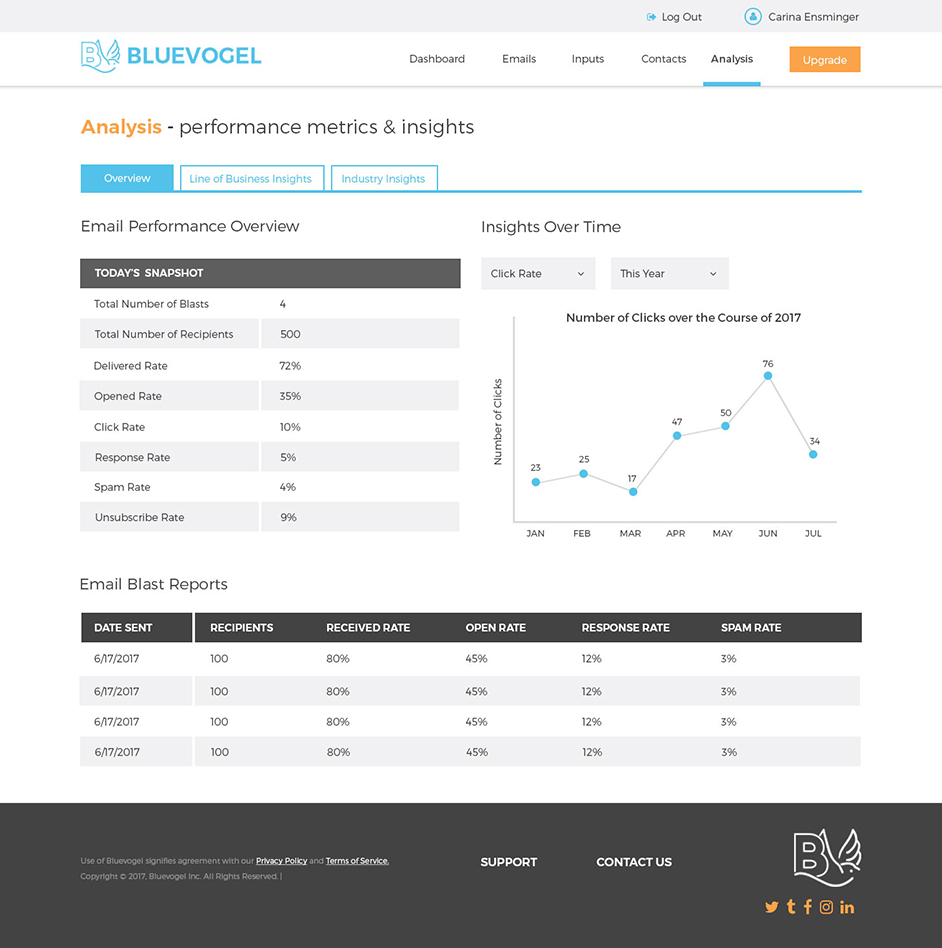 Log Out Carina Ensminger
BV BLUEVOGEL Dashboard Emails Inputs Contacts Analysis Upgrade
Analysis - performance metrics & insights
Overview Line of Business Insights Industry Insights
Email Performance Overview
TODAY'S SNAPSHOT
Total Number of Blasts 4
Total Number of Recipients 500
Delivered Rate 72%
Opened Rate 35%
Click Rate 10%
Response Rate 5%
Spam Rate 4%
Unsubscribe Rate 9%
Insights Over Time
Click Rate This Year
Number of Clicks over the Course of 2017
Number of Clicks
23 25 17 47 50 76 34
JAN FEB MAR APR MAY JUN JUL
Email Blast Reports
DATE SENT RECIPIENTS RECEIVED RATE OPEN RATE RESPONSE RATE SPAM RATE
6/17/2017 100 80% 45% 12% 3%
6/17/2017 100 80% 45% 12% 3%
6/17/2017 100 80% 45% 12% 3%
6/17/2017 100 80% 45% 12% 3%
Use of Bluevogel signifies agreement with our Privacy Policy and Terms of Service.
Copyright © 2017, Bluevogel Inc. All Rights Reserved. |
SUPPORT CONTACT US
BV